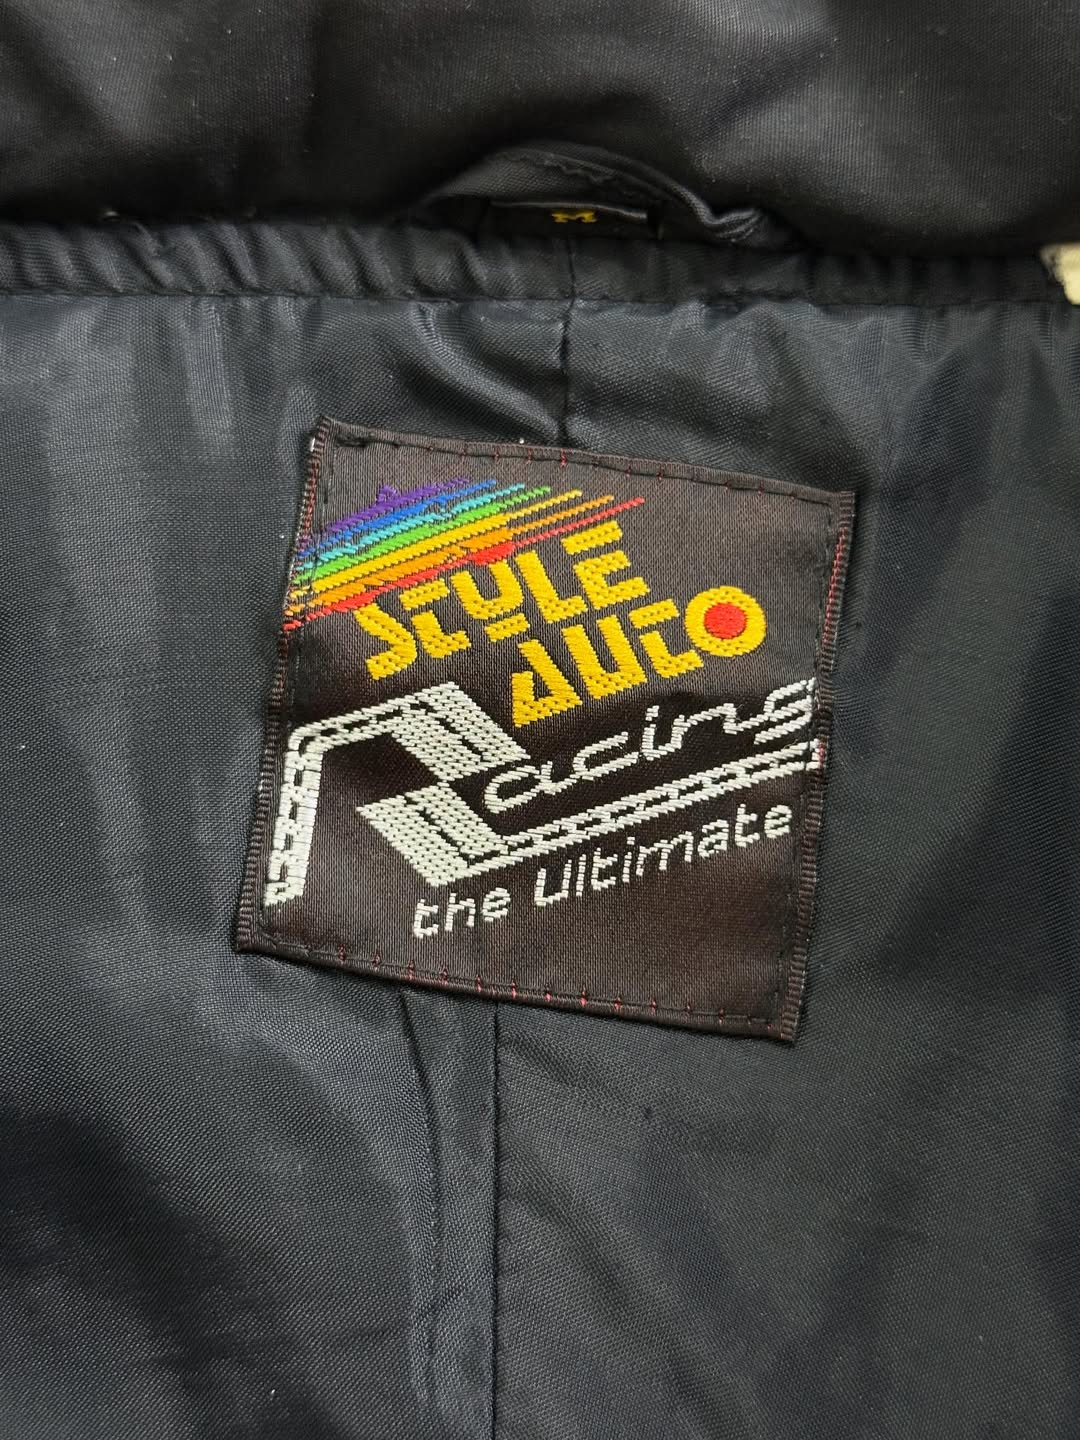 M
STYLE
AUTO
Racing
the Ultimate